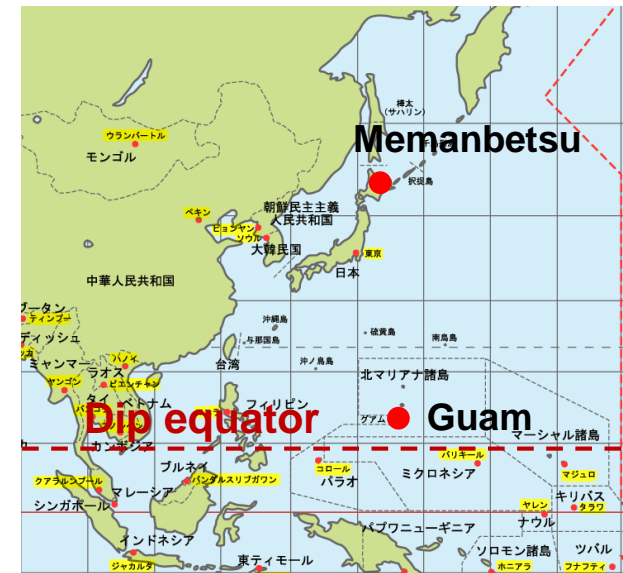 樺太
(サハリン)
Memanbetsu
ウランバートル
モンゴル
択捉島
ペキン
朝鮮民主主義
人民共和国
ピョンヤン
ソウル
大韓民国
東京
日本
中華人民共和国
ブータン
ティンプー
沖縄島
与那国島
硫黄島
南鳥島
ディッシュ
ミャンマー
ハノイ
ラオス
台湾
沖ノ鳥島
北マリアナ諸島
ヤンゴン
ビエンチャン
タイ
ベトナム
フィリピン
Dip equator
グアム
Guam
カンボジア
マーシャル諸島
ブルネイ
コロール
パリキール
クアラルンプール
マレーシア
バンダルスリブガワン
パラオ
ミクロネシア
マジュロ
シンガポール
キリバス
ヤレン
タラワ
ナウル
パプワニューギニア
インドネシア
ソロモン諸島
ツバル
ジャカルタ
東ティモール
ホニアラ
フナフティ